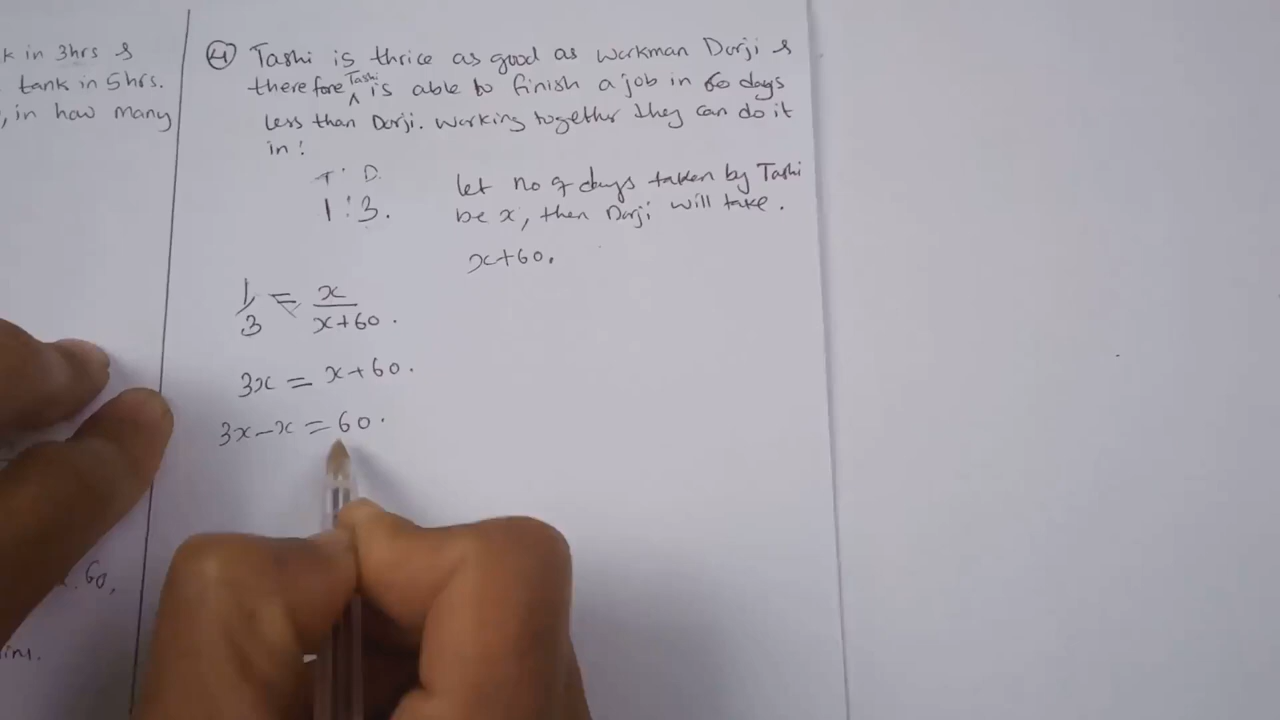 k in 3hrs &
tank in 5hrs.
, in how many
60,
ins.
4 Tashi is thrice as good as workman Dorji &
therefore Tashi is able to finish a job in 60 days
less than Dorji. Working together they can do it
in:
T: D.
1:3.
let no of days taken by Tashi
be x, then Dorji will take.
x+60.
1/3 = x/x+60.
3x = x+60.
3x-x = 60.